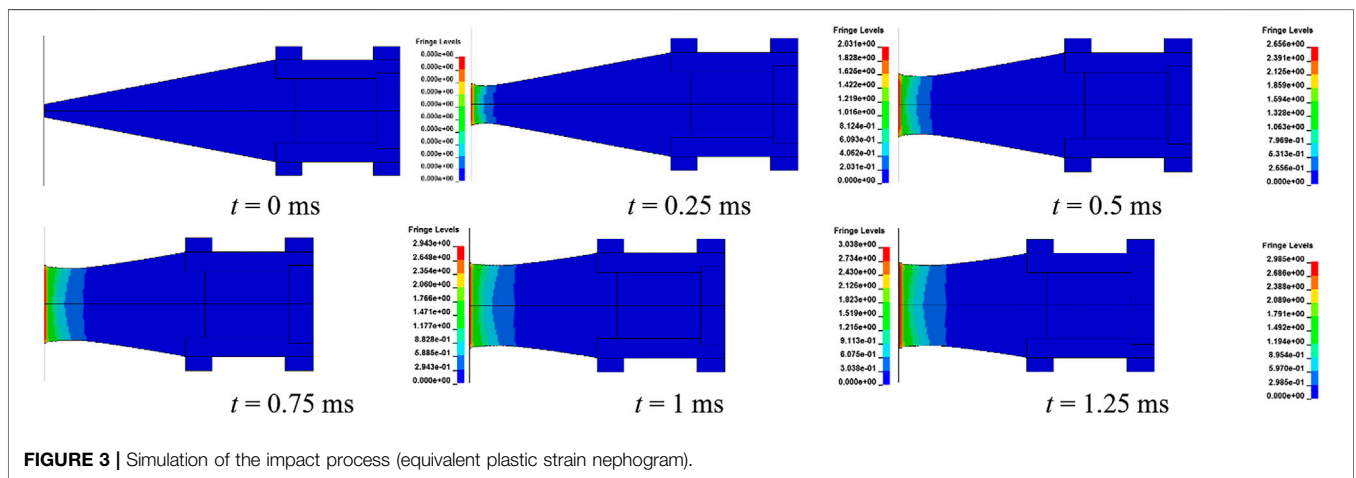 Fringe Levels
0.000e+00
0.000e+00
0.000e+00
0.000e+00
0.000e+00
0.000e+00
0.000e+00
0.000e+00
0.000e+00
0.000e+00
0.000e+00
t = 0 ms
Fringe Levels
2.031e+00
1.828e+00
1.625e+00
1.422e+00
1.219e+00
1.016e+00
8.124e-01
6.093e-01
4.062e-01
2.031e-01
0.000e+00
t = 0.25 ms
Fringe Levels
2.656e+00
2.391e+00
2.125e+00
1.859e+00
1.594e+00
1.328e+00
1.063e+00
7.969e-01
5.313e-01
2.656e-01
0.000e+00
t = 0.5 ms
Fringe Levels
2.943e+00
2.648e+00
2.354e+00
2.060e+00
1.766e+00
1.471e+00
1.177e+00
8.828e-01
5.885e-01
2.943e-01
0.000e+00
t = 0.75 ms
Fringe Levels
3.038e+00
2.734e+00
2.430e+00
2.126e+00
1.823e+00
1.519e+00
1.215e+00
9.113e-01
6.075e-01
3.038e-01
0.000e+00
t = 1 ms
Fringe Levels
2.985e+00
2.686e+00
2.388e+00
2.089e+00
1.791e+00
1.492e+00
1.194e+00
8.954e-01
5.970e-01
2.985e-01
0.000e+00
t = 1.25 ms
FIGURE 3 | Simulation of the impact process (equivalent plastic strain nephogram).